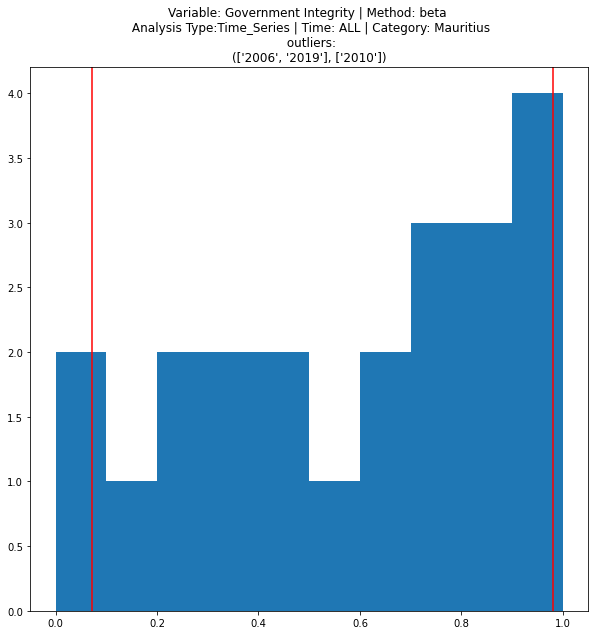 Variable: Government Integrity | Method: beta
Analysis Type:Time_Series | Time: ALL | Category: Mauritius
outliers:
(['2006', '2019'], ['2010'])
4.0
3.5
3.0
2.5
2.0
1.5
1.0
0.5
0.0
0.0 0.2 0.4 0.6 0.8 1.0